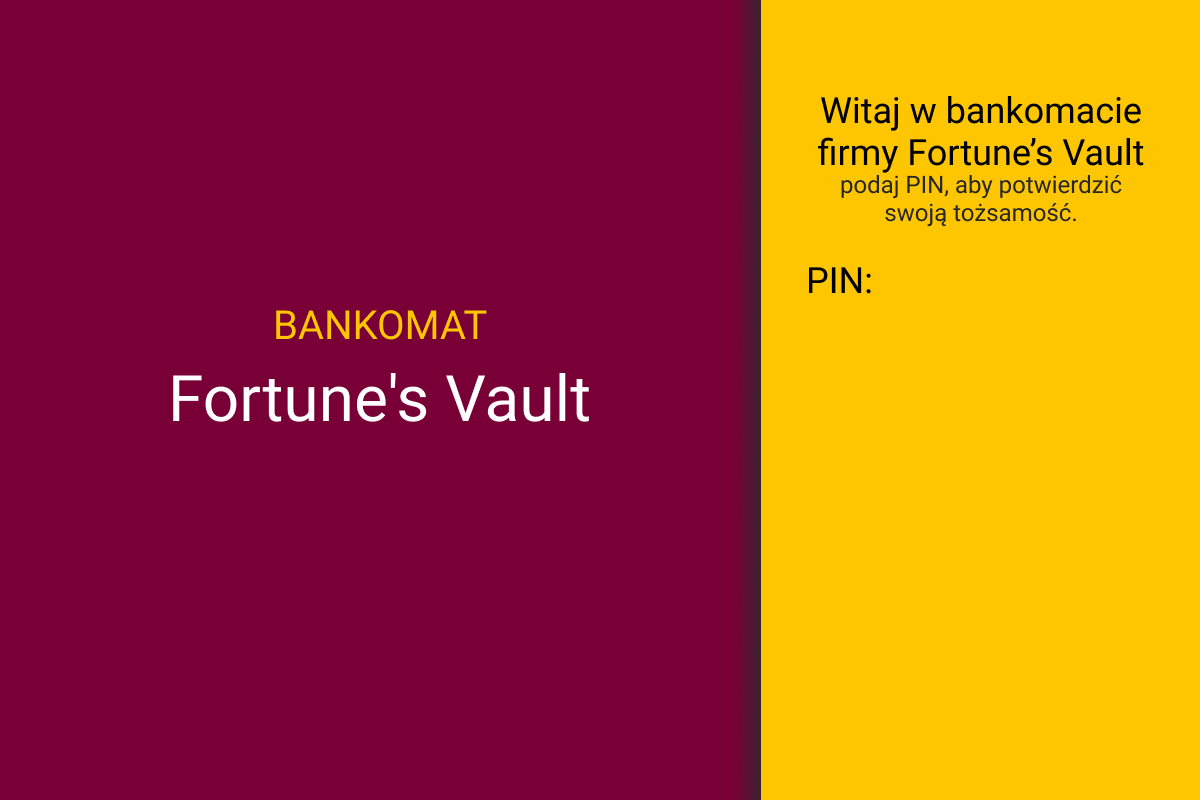 BANKOMAT
Fortune's Vault
Witaj w bankomacie
firmy Fortune’s Vault
podaj PIN, aby potwierdzić
swoją tożsamość.
PIN: